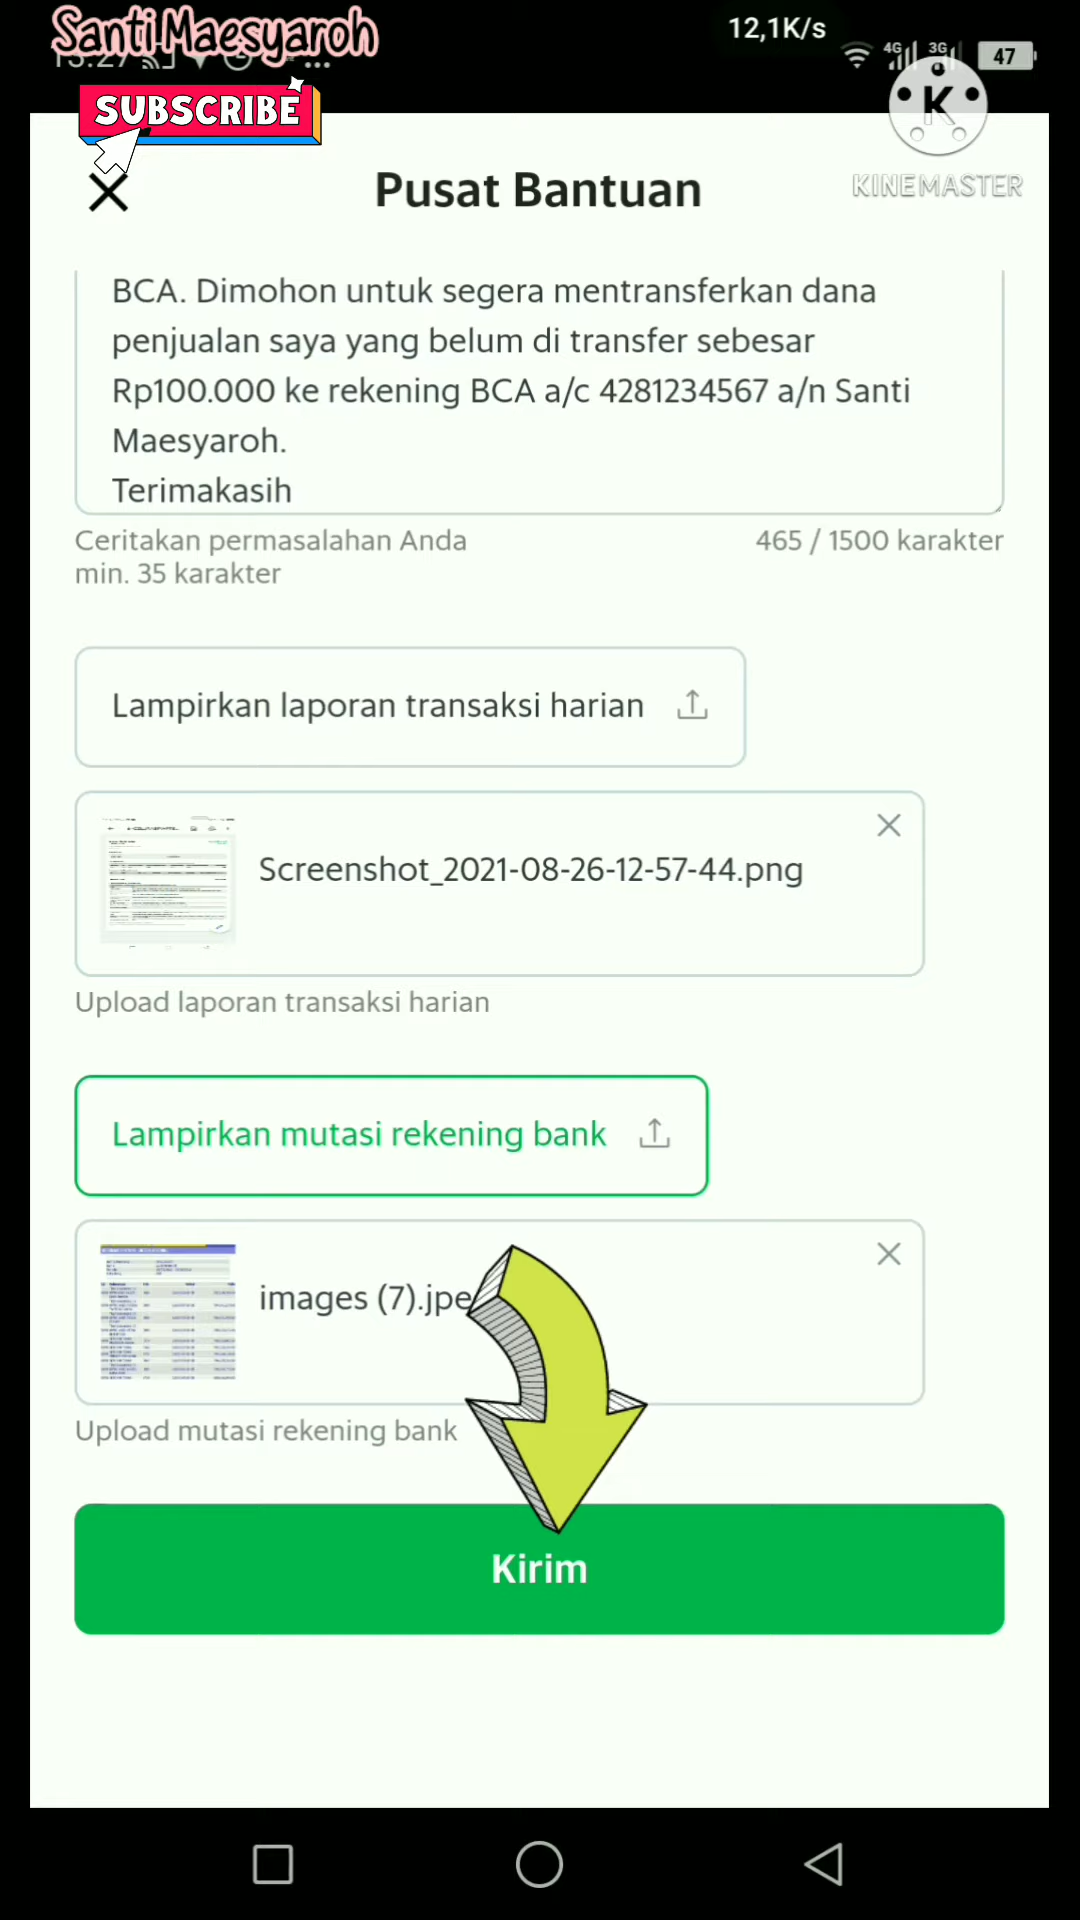 Santi Maesyaroh
12,1K/s
4G
3G
47
SUBSCRIBE
K
KINEMASTER
Pusat Bantuan
BCA. Dimohon untuk segera mentransferkan dana
penjualan saya yang belum di transfer sebesar
Rp100.000 ke rekening BCA a/c 4281234567 a/n Santi
Maesyaroh.
Terimakasih
Ceritakan permasalahan Anda
min. 35 karakter
465 / 1500 karakter
Lampirkan laporan transaksi harian
Screenshot_2021-08-26-12-57-44.png
Upload laporan transaksi harian
Lampirkan mutasi rekening bank
images (7).jpe
Upload mutasi rekening bank
Kirim